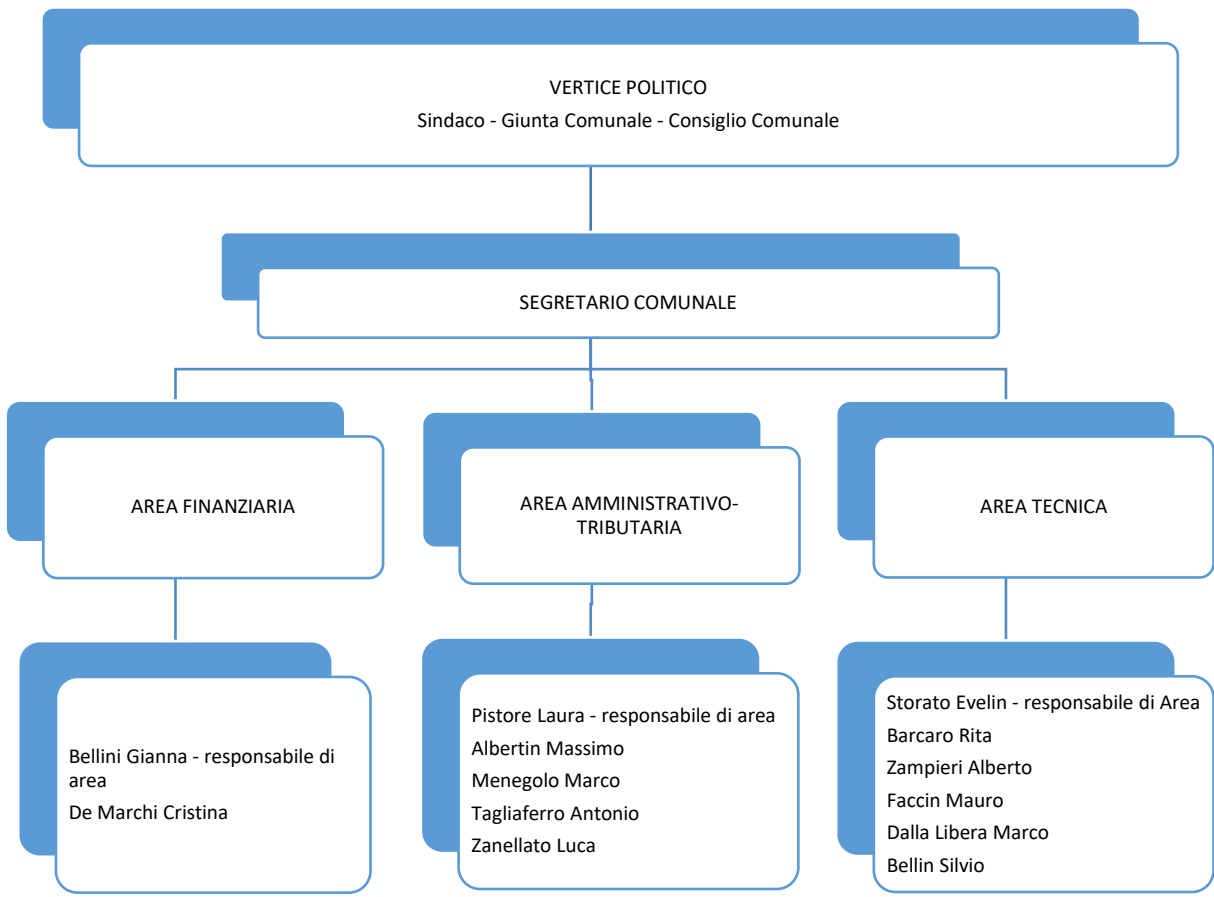 VERTICE POLITICO
Sindaco - Giunta Comunale - Consiglio Comunale
SEGRETARIO COMUNALE
AREA FINANZIARIA
AREA AMMINISTRATIVO-
TRIBUTARIA
AREA TECNICA
Bellini Gianna - responsabile di
area
De Marchi Cristina
Pistore Laura - responsabile di area
Albertin Massimo
Menegolo Marco
Tagliaferro Antonio
Zanellato Luca
Storato Evelin - responsabile di Area
Barcaro Rita
Zampieri Alberto
Faccin Mauro
Dalla Libera Marco
Bellin Silvio